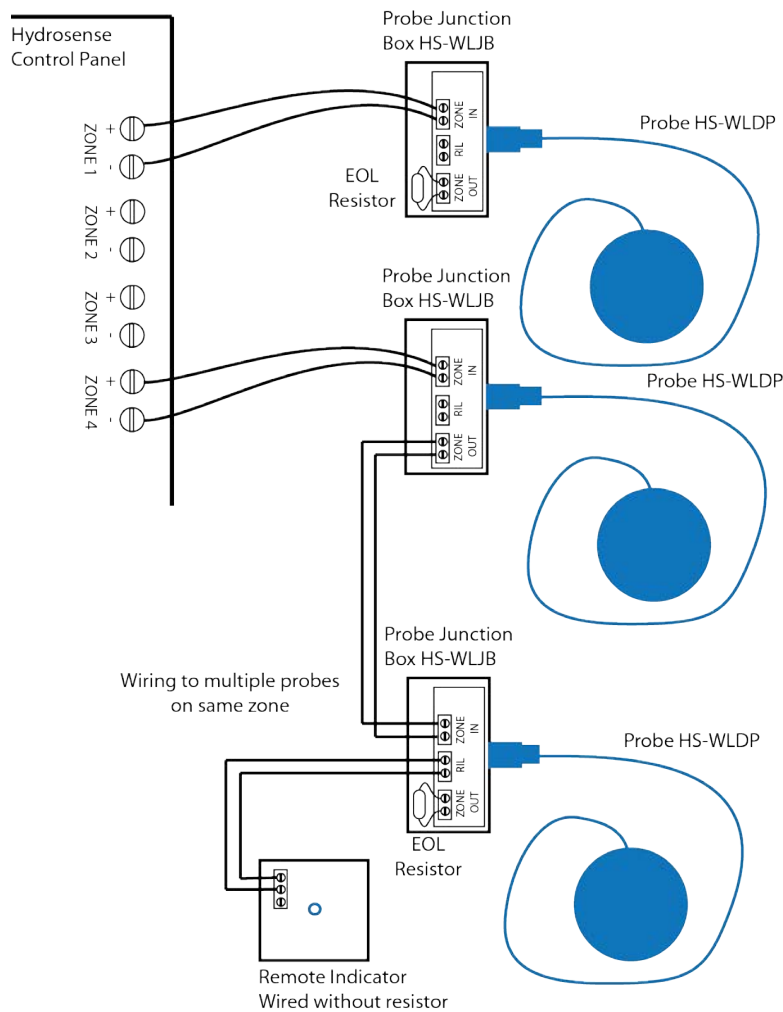 Hydrosense
Control Panel
ZONE 1
+
-
ZONE 2
+
-
ZONE 3
+
-
ZONE 4
+
-
Probe Junction
Box HS-WLJB
ZONE
IN
RIL
ZONE
OUT
EOL
Resistor
Probe HS-WLDP
Probe Junction
Box HS-WLJB
ZONE
IN
RIL
ZONE
OUT
Probe HS-WLDP
Wiring to multiple probes
on same zone
Probe Junction
Box HS-WLJB
ZONE
IN
RIL
ZONE
OUT
EOL
Resistor
Probe HS-WLDP
Remote Indicator
Wired without resistor